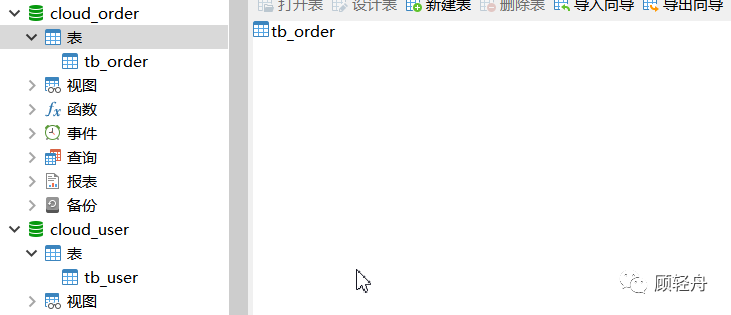 cloud_order
表
tb_order
视图
fx 函数
事件
查询
报表
备份
cloud_user
表
tb_user
视图
打开表 设计表 新建表 删除表 导入向导 导出向导
tb_order
顾轻舟